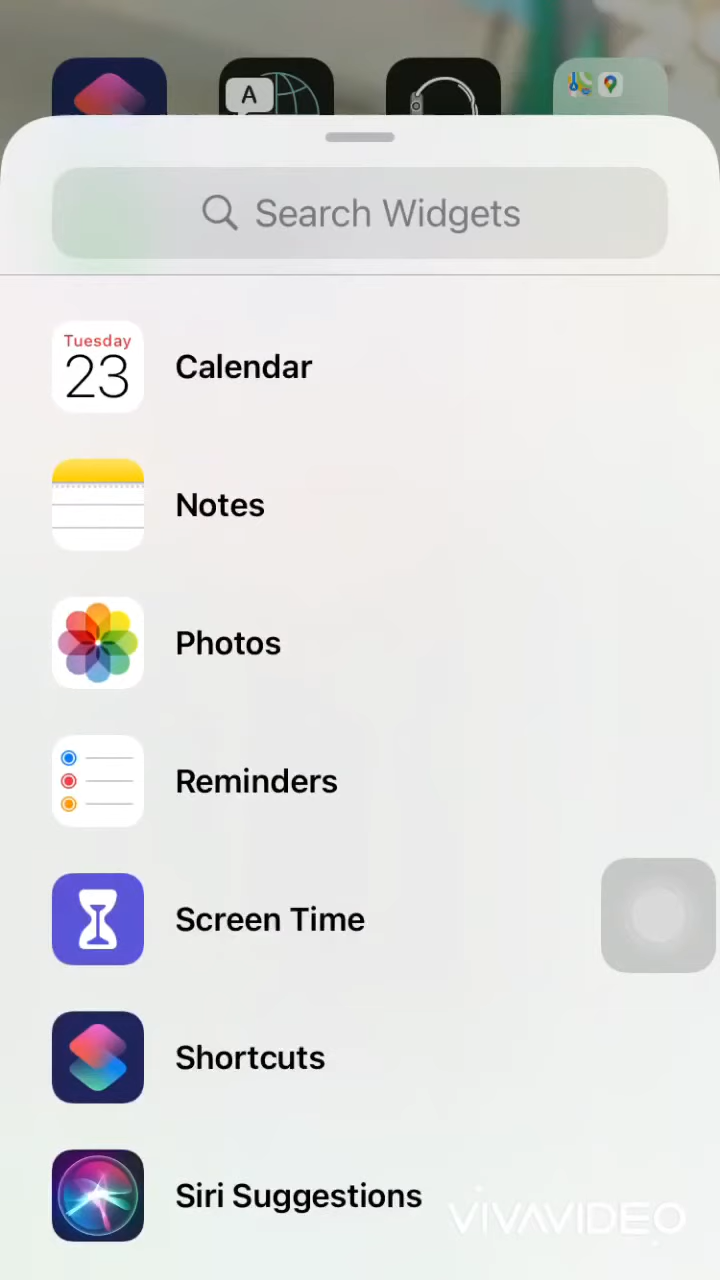 A
Search Widgets
Tuesday
23
Calendar
Notes
Photos
Reminders
Screen Time
Shortcuts
Siri Suggestions
VIVAVIDEO